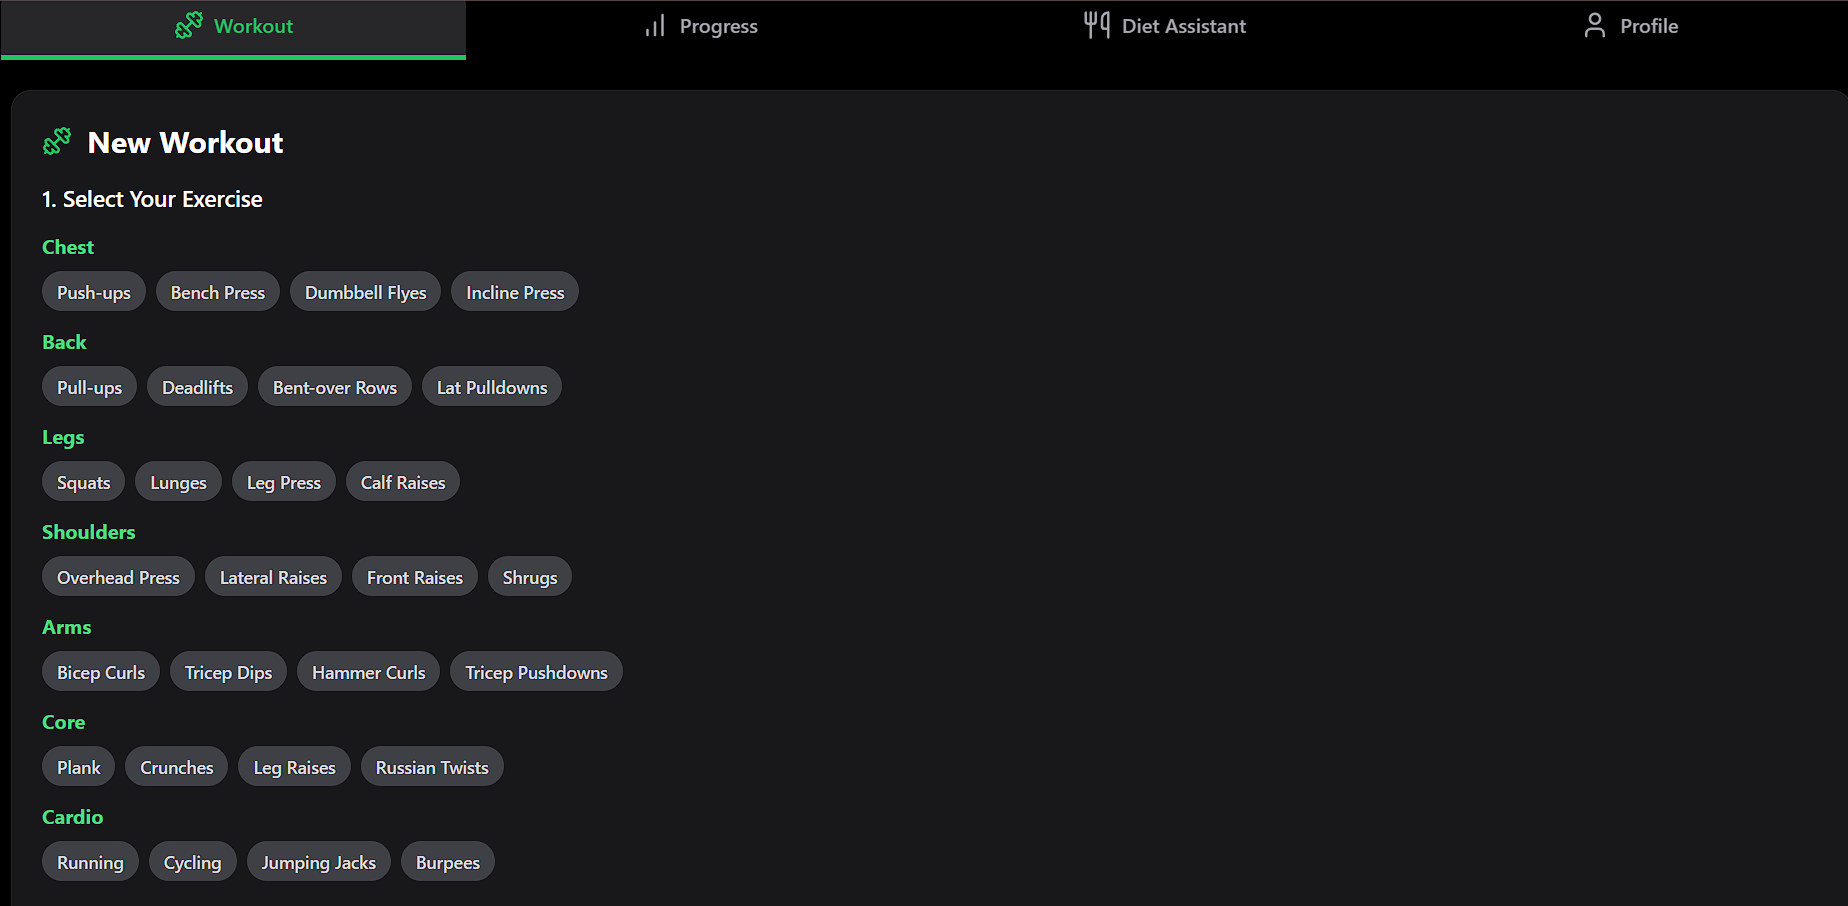 Workout Progress Diet Assistant Profile
New Workout
1. Select Your Exercise
Chest
Push-ups Bench Press Dumbbell Flyes Incline Press
Back
Pull-ups Deadlifts Bent-over Rows Lat Pulldowns
Legs
Squats Lunges Leg Press Calf Raises
Shoulders
Overhead Press Lateral Raises Front Raises Shrugs
Arms
Bicep Curls Tricep Dips Hammer Curls Tricep Pushdowns
Core
Plank Crunches Leg Raises Russian Twists
Cardio
Running Cycling Jumping Jacks Burpees